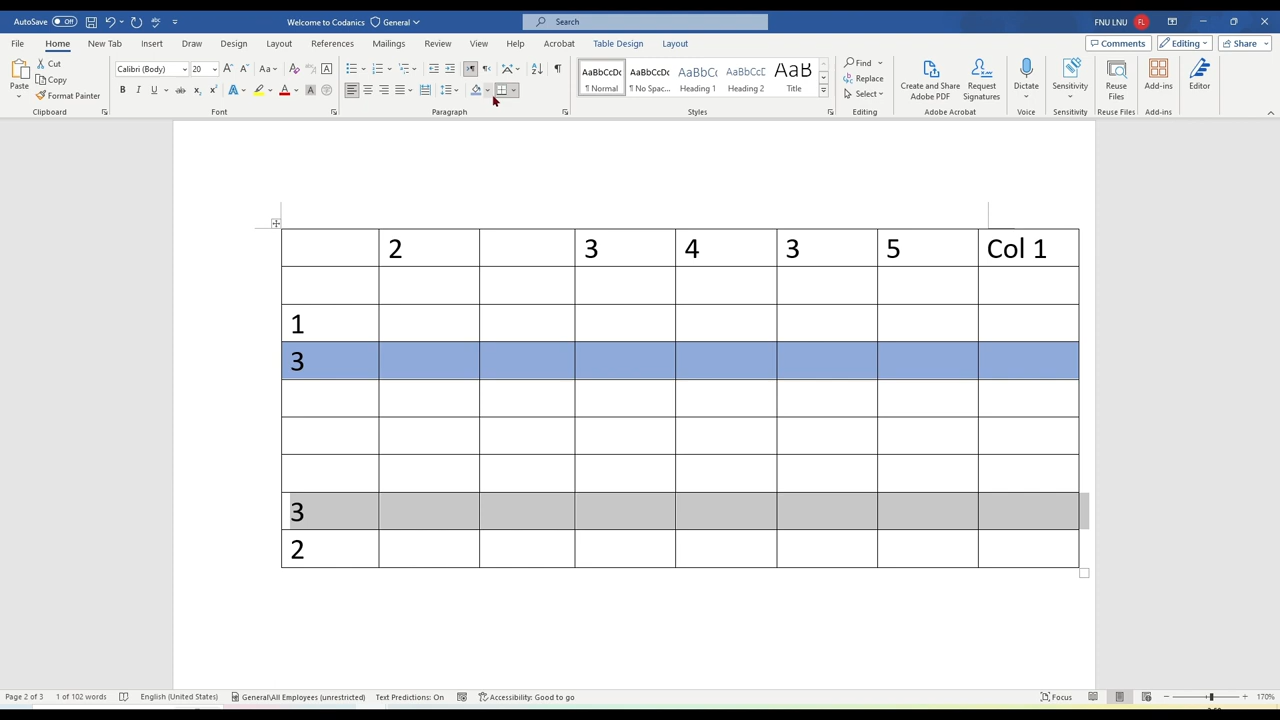 AutoSave Off Welcome to Codanics General Search FNU LNU FL
File Home New Tab Insert Draw Design Layout References Mailings Review View Help Acrobat Table Design Layout Comments Editing Share
Paste Cut Copy Format Painter
Calibri (Body) 20 A A Aa A A
B I U ab x x A A A
AaBbCcDc AaBbCcDc AaBbCc AaBbCcD AaB
¶ Normal ¶ No Spac... Heading 1 Heading 2 Title
Find Replace Select
Create and Share Adobe PDF Request Signatures Dictate Sensitivity Reuse Files Add-ins Editor
Clipboard Font Paragraph Styles Editing Adobe Acrobat Voice Sensitivity Reuse Files Add-ins
2 3 4 3 5 Col 1
1
3
3
2
Page 2 of 3 1 of 102 words English (United States) General\All Employees (unrestricted) Text Predictions: On Accessibility: Good to go Focus 170%